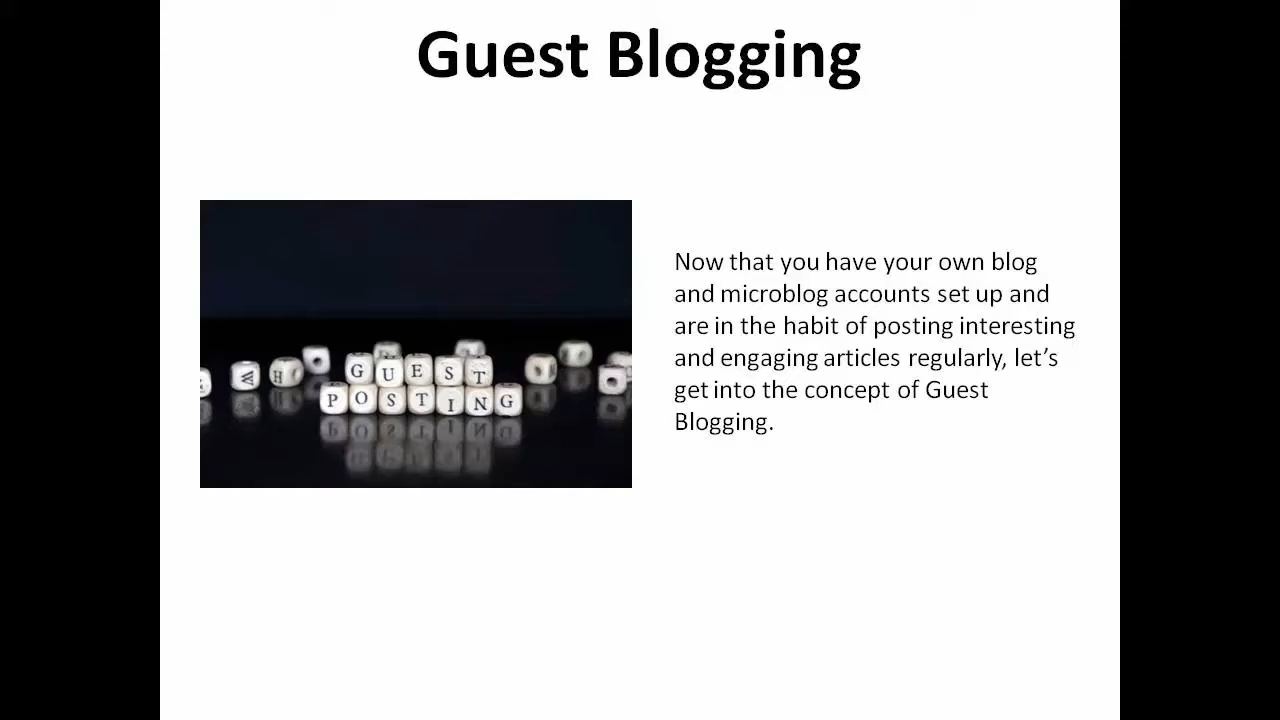 Guest Blogging
Now that you have your own blog
and microblog accounts set up and
are in the habit of posting interesting
and engaging articles regularly, let’s
get into the concept of Guest
Blogging.
GUEST
POSTING